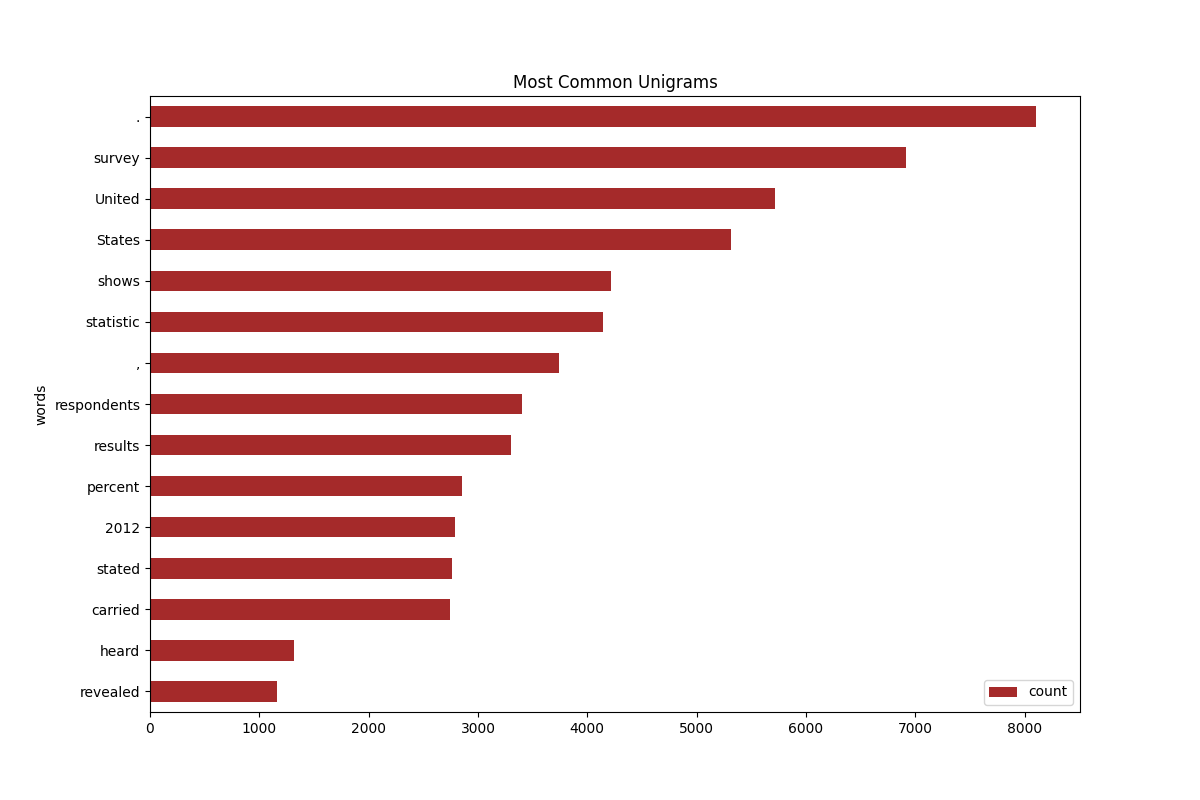 Most Common Unigrams
.
survey
United
States
shows
statistic
,
words
respondents
results
percent
2012
stated
carried
heard
revealed
count
0 1000 2000 3000 4000 5000 6000 7000 8000